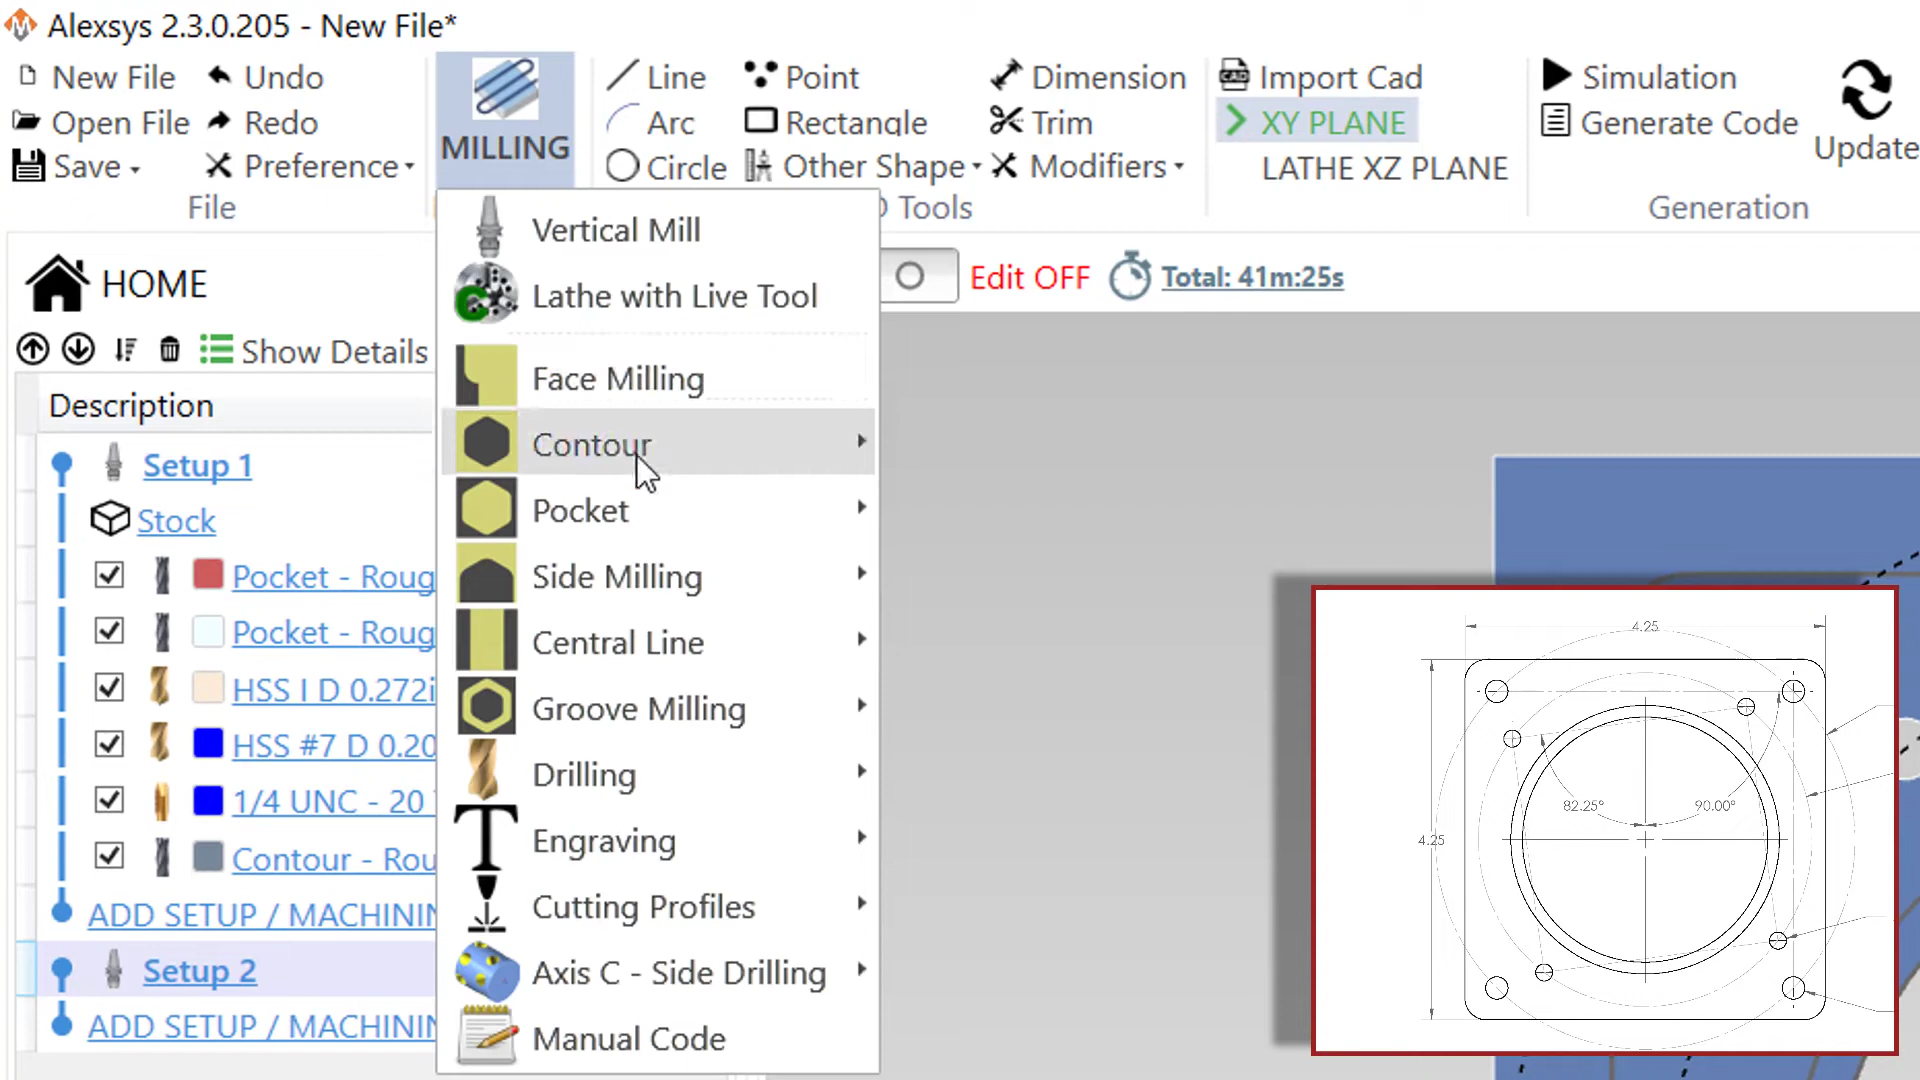 Alexsys 2.3.0.205 - New File*
New File
Undo
Open File
Redo
Save
Preference
File
MILLING
Line
Point
Dimension
Arc
Rectangle
Trim
Circle
Other Shape
Modifiers
Tools
Import Cad
XY PLANE
LATHE XZ PLANE
Simulation
Generate Code
Update
Generation
HOME
Show Details
Description
Setup 1
Stock
Pocket - Roug
Pocket - Roug
HSS I D 0.272i
HSS #7 D 0.20
1/4 UNC - 20
Contour - Rou
ADD SETUP / MACHININ
Setup 2
ADD SETUP / MACHININ
Vertical Mill
Lathe with Live Tool
Face Milling
Contour
Pocket
Side Milling
Central Line
Groove Milling
Drilling
Engraving
Cutting Profiles
Axis C - Side Drilling
Manual Code
Edit OFF
Total: 41m:25s
4.25
82.25°
90.00°
4.25